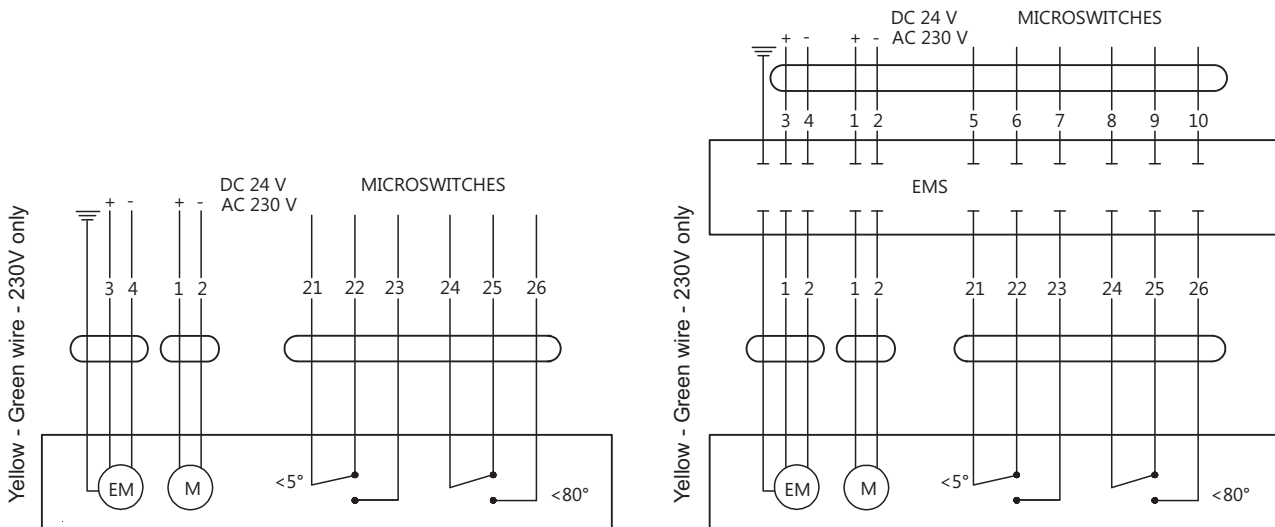 DC 24 V MICROSWITCHES
+ - + - AC 230 V
3 4 1 2 21 22 23 24 25 26
Yellow - Green wire - 230V only
EM M <5° <80°
DC 24 V MICROSWITCHES
+ - + - AC 230 V
3 4 1 2 5 6 7 8 9 10
EMS
1 2 1 2 21 22 23 24 25 26
Yellow - Green wire - 230V only
EM M <5° <80°